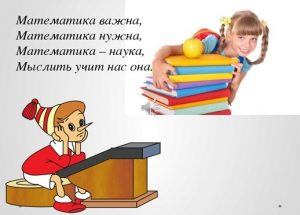 Математика важна,
Математика нужна,
Математика – наука,
Мыслить учит нас она.